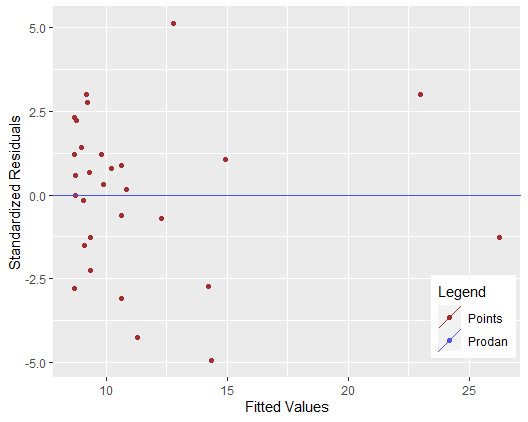 5.0
2.5
0.0
-2.5
-5.0
Standardized Residuals
10
15
20
25
Fitted Values
Legend
Points
Prodan